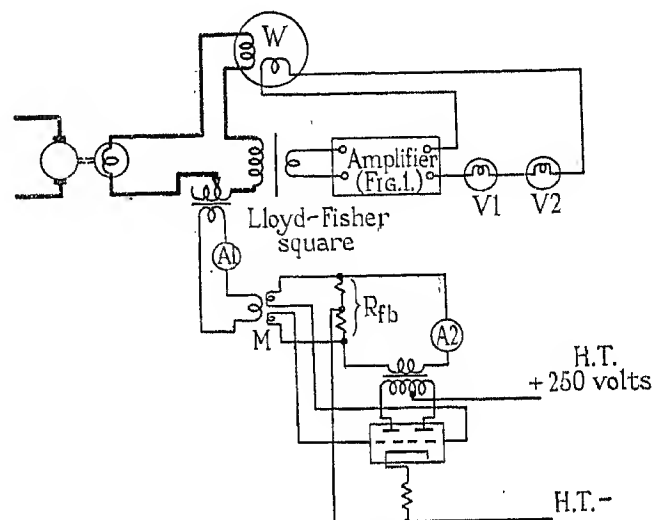 W
Amplifier
(FIG.1.)
V1
V2
Lloyd-Fisher
square
A1
M
Rfb
A2
H.T.
+250 volts
H.T.-